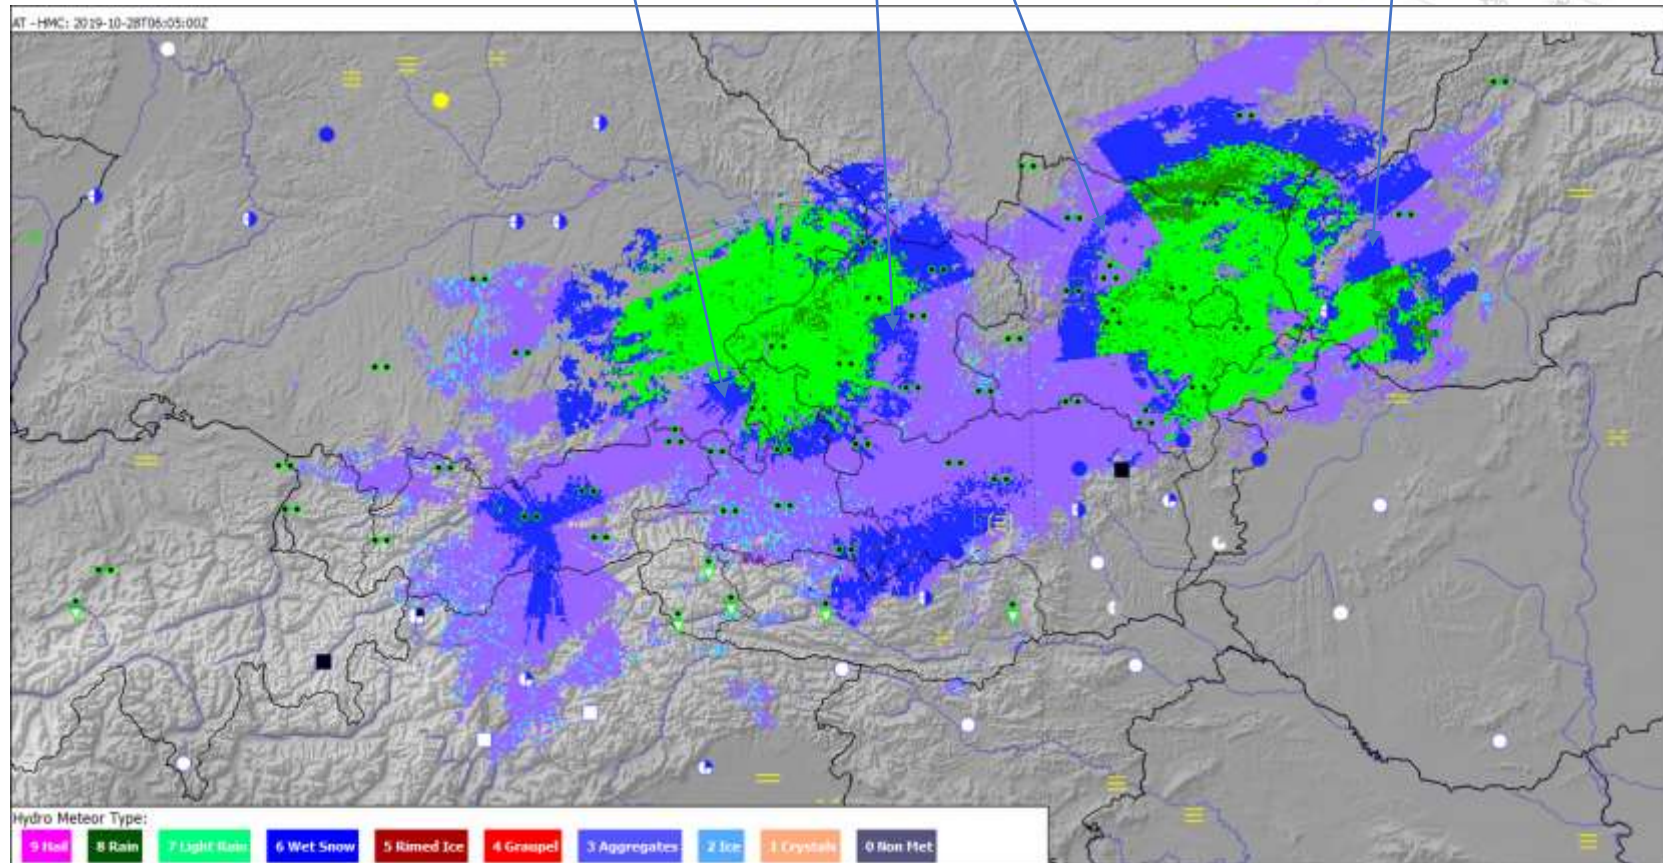 AT -HMC: 2019-10-28T06:05:00Z
Hydro Meteor Type:
9 Hail 8 Rain 7 Light Rain 6 Wet Snow 5 Rimed Ice 4 Graupel 3 Aggregates 2 Ice 1 Crystals 0 Non Met